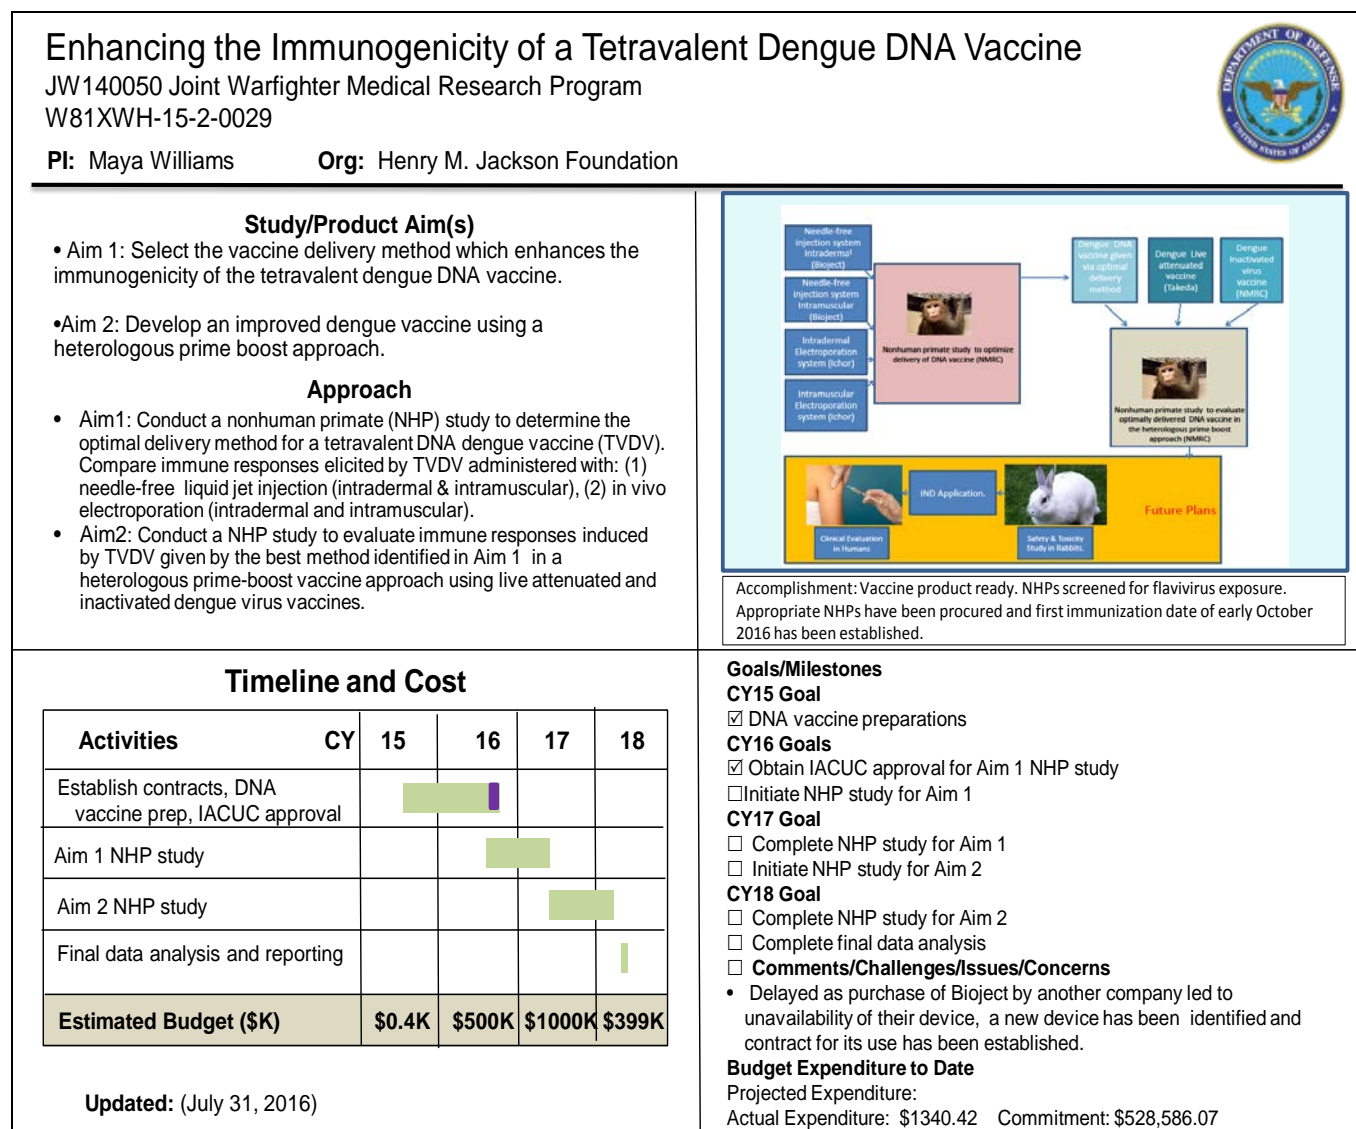 Enhancing the Immunogenicity of a Tetravalent Dengue DNA Vaccine
JW140050 Joint Warfighter Medical Research Program
W81XWH-15-2-0029
PI: Maya Williams Org: Henry M. Jackson Foundation
DEPARTMENT OF DEFENSE
UNITED STATES OF AMERICA
Study/Product Aim(s)
• Aim 1: Select the vaccine delivery method which enhances the
immunogenicity of the tetravalent dengue DNA vaccine.
•Aim 2: Develop an improved dengue vaccine using a
heterologous prime boost approach.
Approach
• Aim1: Conduct a nonhuman primate (NHP) study to determine the
optimal delivery method for a tetravalent DNA dengue vaccine (TVDV).
Compare immune responses elicited by TVDV administered with: (1)
needle-free liquid jet injection (intradermal & intramuscular), (2) in vivo
electroporation (intradermal and intramuscular).
• Aim2: Conduct a NHP study to evaluate immune responses induced
by TVDV given by the best method identified in Aim 1 in a
heterologous prime-boost vaccine approach using live attenuated and
inactivated dengue virus vaccines.
Needle-free
injection system
Intradermal
(Bioject)
Needle-free
injection system
Intramuscular
(Bioject)
Intradermal
Electroporation
system (Ichor)
Intramuscular
Electroporation
system (Ichor)
Nonhuman primate study to optimize
delivery of DNA vaccine (NMRC)
Dengue DNA
vaccine given
via optimal
delivery
method
Dengue Live
attenuated
vaccine
(Takeda)
Dengue
Inactivated
virus
vaccine
(NMRC)
Nonhuman primate study to evaluate
optimally delivered DNA vaccine in
the heterologous prime boost
approach (NMRC)
IND Application.
Future Plans
Clinical Evaluation
in Humans
Safety & Toxicity
Study in Rabbits.
Accomplishment: Vaccine product ready. NHPs screened for flavivirus exposure.
Appropriate NHPs have been procured and first immunization date of early October
2016 has been established.
Timeline and Cost
Activities CY 15 16 17 18
Establish contracts, DNA
vaccine prep, IACUC approval
Aim 1 NHP study
Aim 2 NHP study
Final data analysis and reporting
Estimated Budget ($K) $0.4K $500K $1000K $399K
Updated: (July 31, 2016)
Goals/Milestones
CY15 Goal
☑ DNA vaccine preparations
CY16 Goals
☑ Obtain IACUC approval for Aim 1 NHP study
☐Initiate NHP study for Aim 1
CY17 Goal
☐ Complete NHP study for Aim 1
☐ Initiate NHP study for Aim 2
CY18 Goal
☐ Complete NHP study for Aim 2
☐ Complete final data analysis
☐ Comments/Challenges/Issues/Concerns
• Delayed as purchase of Bioject by another company led to
unavailability of their device, a new device has been identified and
contract for its use has been established.
Budget Expenditure to Date
Projected Expenditure:
Actual Expenditure: $1340.42 Commitment: $528,586.07